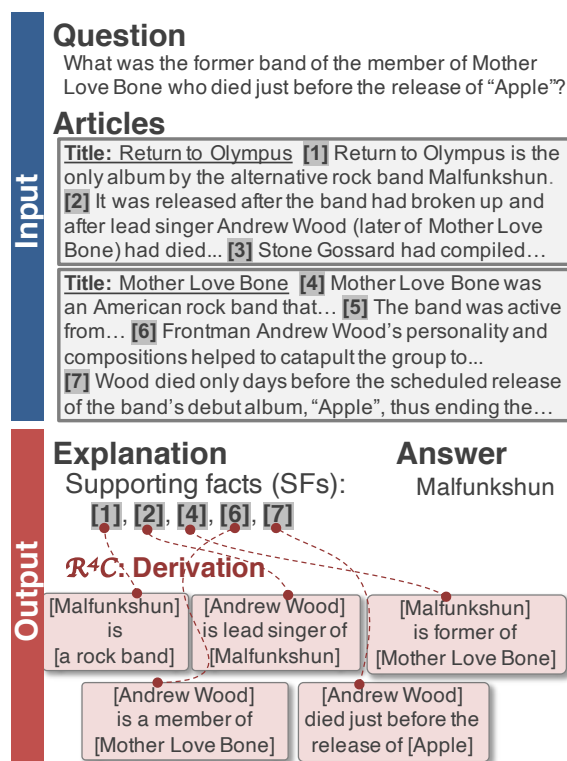 Input
Question
What was the former band of the member of Mother
Love Bone who died just before the release of “Apple”?
Articles
Title: Return to Olympus [1] Return to Olympus is the
only album by the alternative rock band Malfunkshun.
[2] It was released after the band had broken up and
after lead singer Andrew Wood (later of Mother Love
Bone) had died... [3] Stone Gossard had compiled…
Title: Mother Love Bone [4] Mother Love Bone was
an American rock band that… [5] The band was active
from… [6] Frontman Andrew Wood’s personality and
compositions helped to catapult the group to...
[7] Wood died only days before the scheduled release
of the band’s debut album, “Apple”, thus ending the…
Output
Explanation
Supporting facts (SFs):
[1], [2], [4], [6], [7]
Answer
Malfunkshun
R⁴C: Derivation
[Malfunkshun]
is
[a rock band]
[Andrew Wood]
is lead singer of
[Malfunkshun]
[Malfunkshun]
is former of
[Mother Love Bone]
[Andrew Wood]
is a member of
[Mother Love Bone]
[Andrew Wood]
died just before the
release of [Apple]